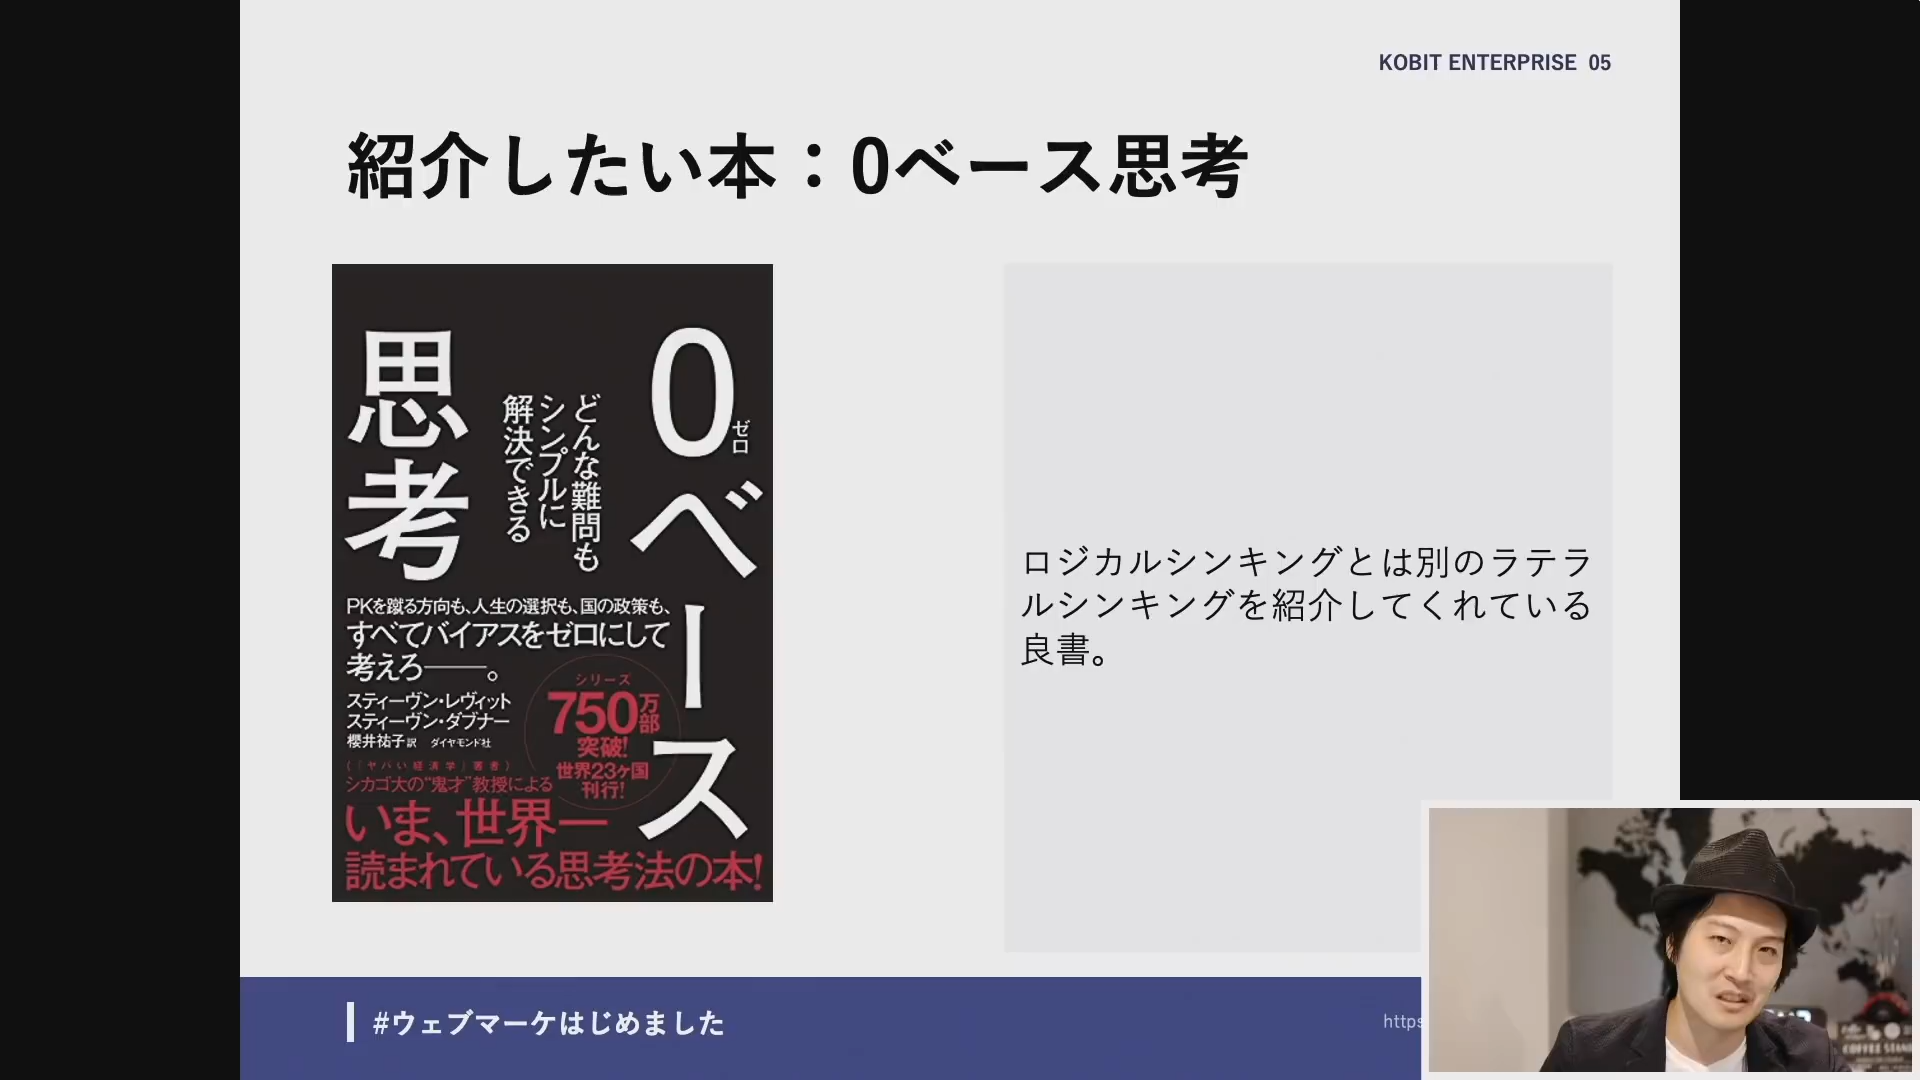 KOBIT ENTERPRISE 05
紹介したい本：0ベース思考
0ベース
ゼロ
思考
どんな難問も
シンプルに
解決できる
PKを蹴る方向も、人生の選択も、国の政策も、
すべてバイアスをゼロにして
考えろ――。
スティーヴン・レヴィット
スティーヴン・ダブナー
櫻井祐子 訳 ダイヤモンド社
シリーズ
750万部
突破!
世界23ヶ国
刊行!
(『ヤバい経済学』著者)
シカゴ大の“鬼才”教授による
いま、世界一
読まれている思考法の本!
ロジカルシンキングとは別のラテラ
ルシンキングを紹介してくれている
良書。
#ウェブマーケはじめました
https
COFFEE